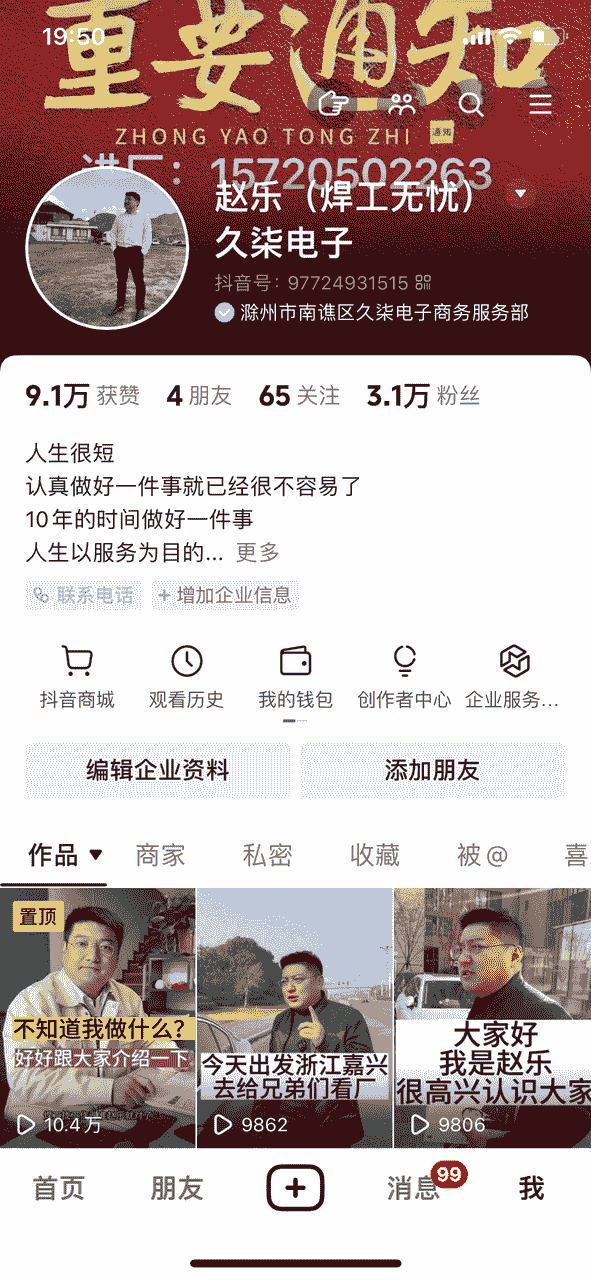 19:50
重要通知
ZHONG YAO TONG ZHI 通知
进厂：15720502263
赵乐（焊工无忧）
久柒电子
抖音号：97724931515
滁州市南谯区久柒电子商务服务部
9.1万 获赞 4 朋友 65 关注 3.1万 粉丝
人生很短
认真做好一件事就已经很不容易了
10年的时间做好一件事
人生以服务为目的... 更多
联系电话 + 增加企业信息
抖音商城 观看历史 我的钱包 创作者中心 企业服务...
编辑企业资料 添加朋友
作品 商家 私密 收藏 被@ 喜
置顶
不知道我做什么？
好好跟大家介绍一下
10.4万
今天出发浙江嘉兴
去给兄弟们看厂
9862
大家好
我是赵乐
很高兴认识大家
9806
首页 朋友 消息 99 我